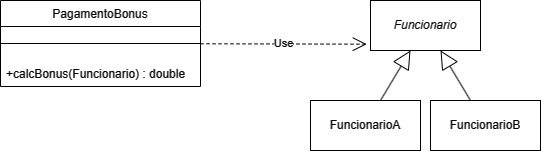 PagamentoBonus
Funcionario
Use
+calcBonus(Funcionario) : double
FuncionarioA
FuncionarioB